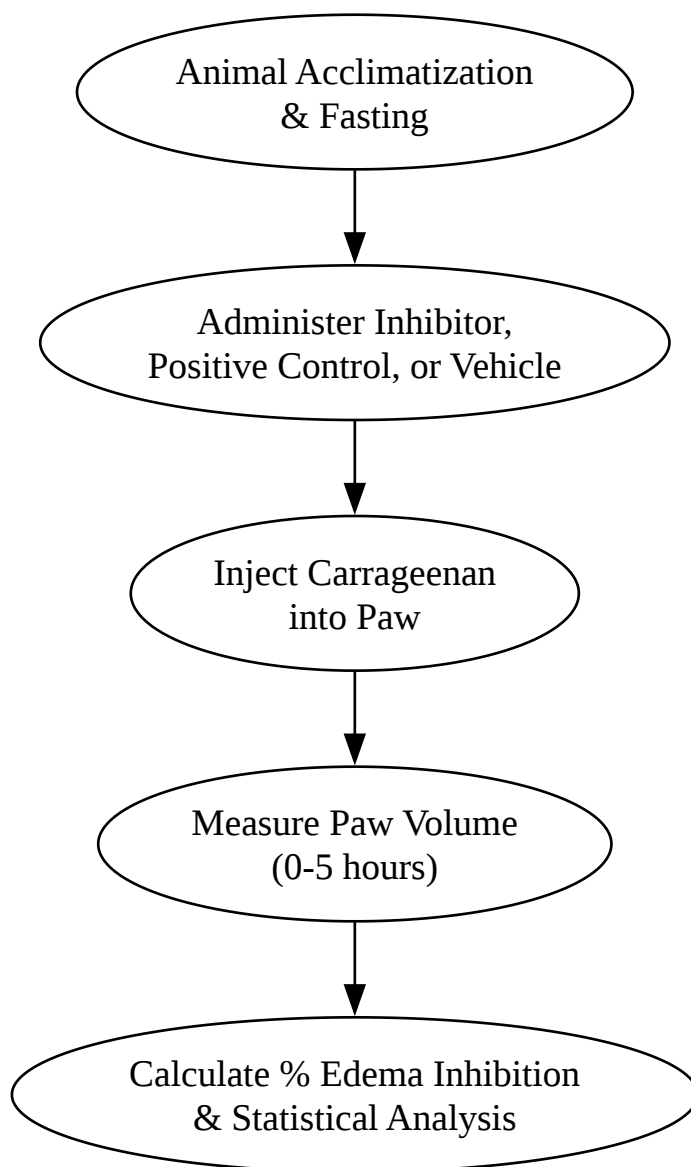 Animal Acclimatization
& Fasting
Administer Inhibitor,
Positive Control, or Vehicle
Inject Carrageenan
into Paw
Measure Paw Volume
(0-5 hours)
Calculate % Edema Inhibition
& Statistical Analysis